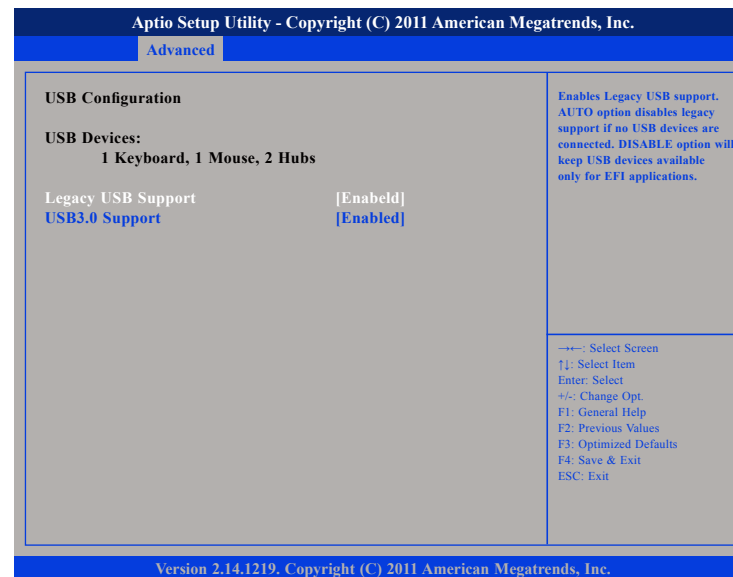 Aptio Setup Utility - Copyright (C) 2011 American Megatrends, Inc.
Advanced
USB Configuration
USB Devices:
1 Keyboard, 1 Mouse, 2 Hubs
Legacy USB Support [Enabeld]
USB3.0 Support [Enabled]
Enables Legacy USB support.
AUTO option disables legacy
support if no USB devices are
connected. DISABLE option will
keep USB devices available
only for EFI applications.
→←: Select Screen
↑↓: Select Item
Enter: Select
+/-: Change Opt.
F1: General Help
F2: Previous Values
F3: Optimized Defaults
F4: Save & Exit
ESC: Exit
Version 2.14.1219. Copyright (C) 2011 American Megatrends, Inc.